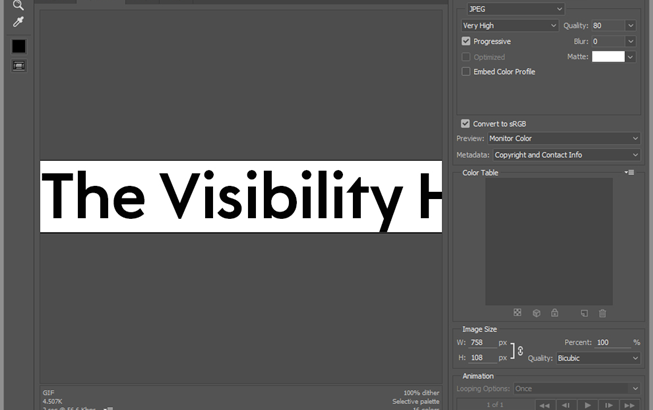 JPEG
Very High
Quality: 80
Progressive
Blur: 0
Optimized
Matte:
Embed Color Profile
Convert to sRGB
Preview: Monitor Color
Metadata: Copyright and Contact Info
Color Table
The Visibility H
Image Size
W: 758 px
Percent: 100 %
H: 108 px
Quality: Bicubic
Animation
Looping Options: Once
1 of 1
GIF
4.507K
100% dither
Selective palette